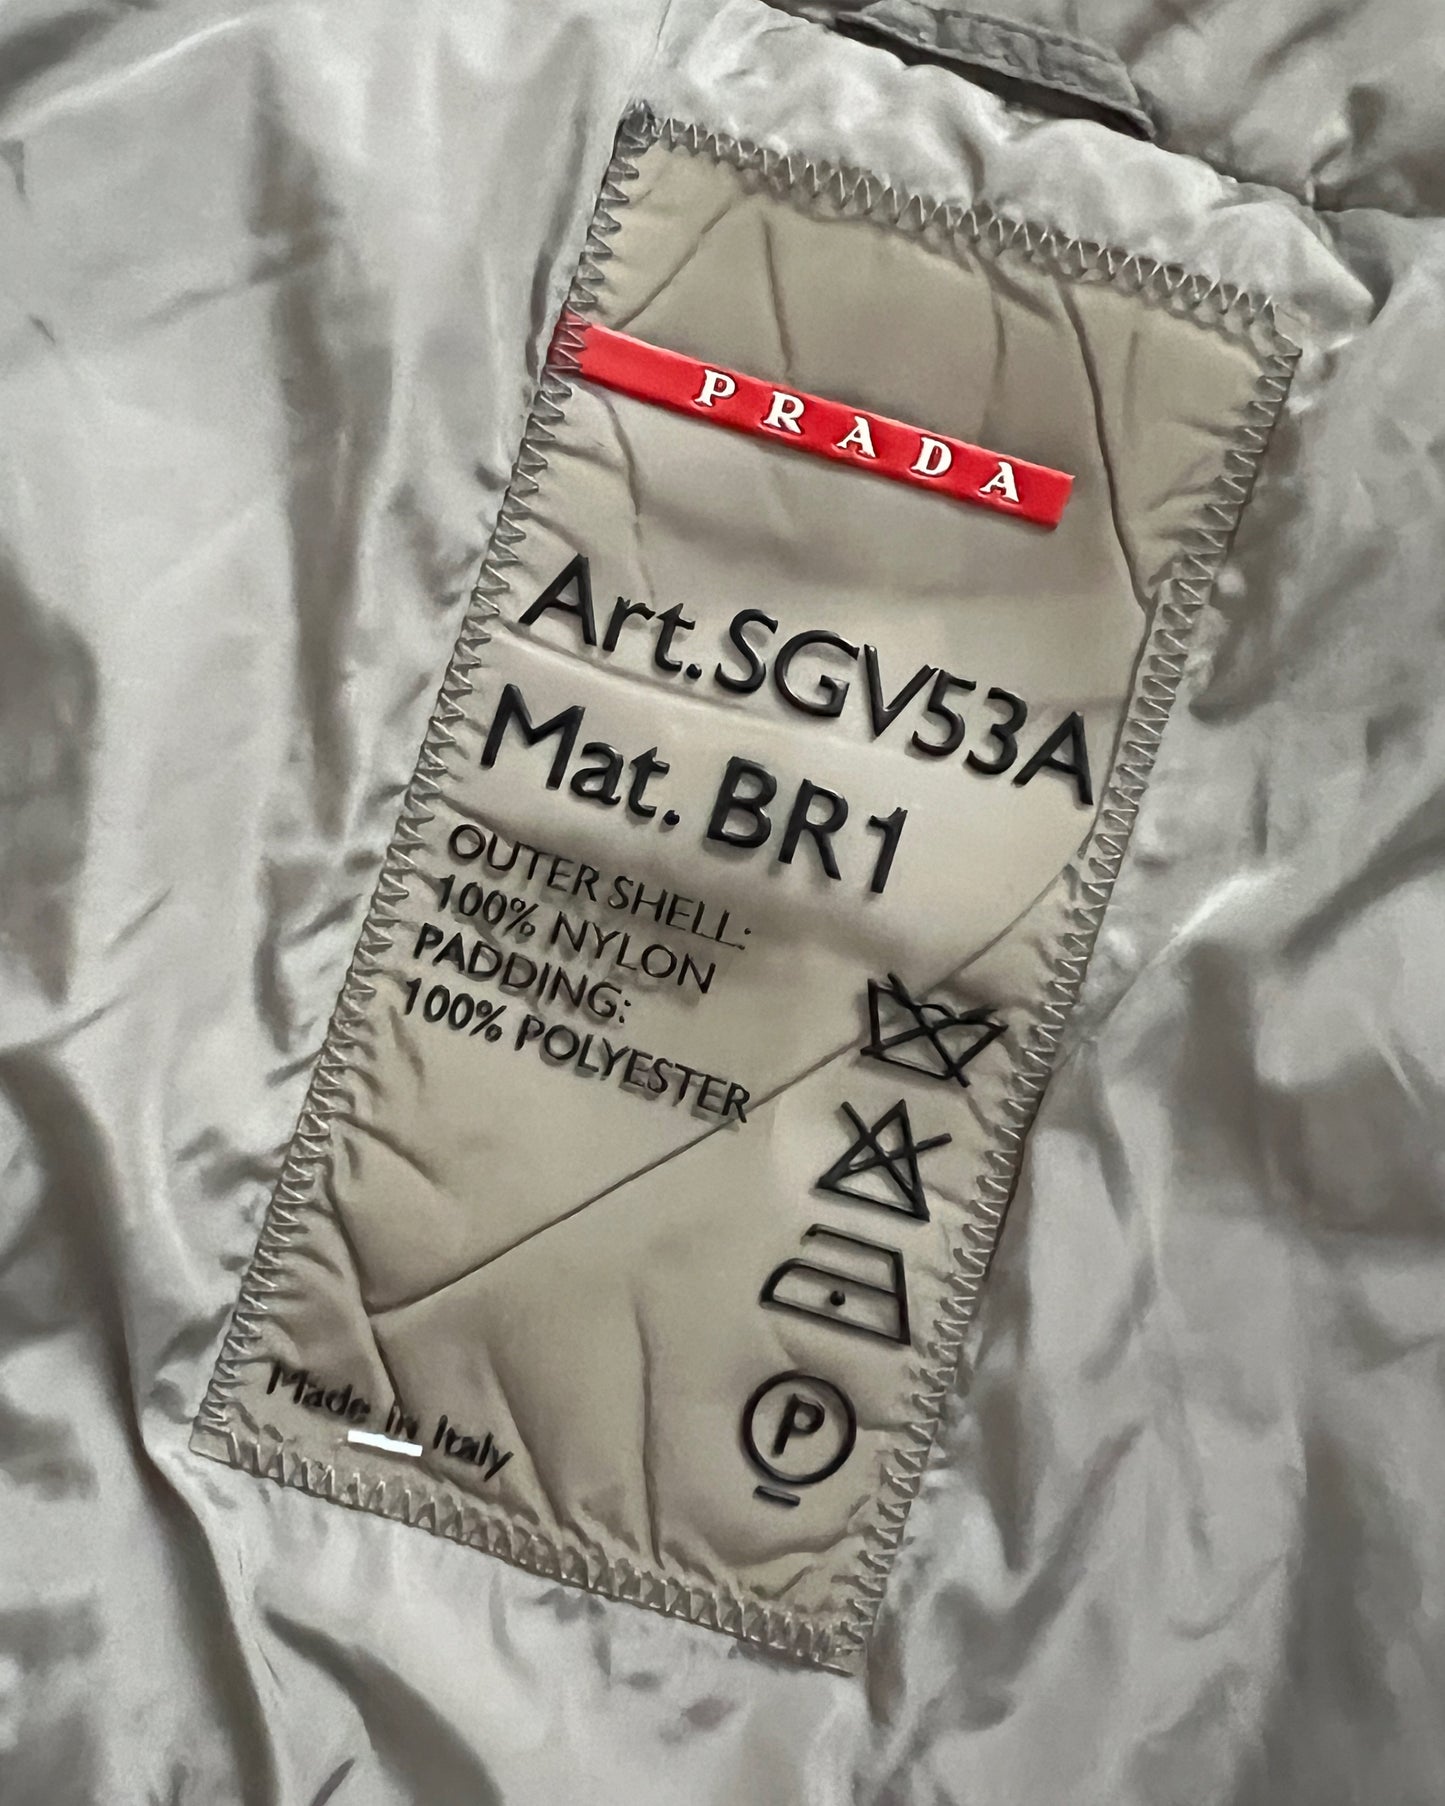 PRADA
Art.SGV53A
Mat. BR1
OUTER SHELL:
100% NYLON
PADDING:
100% POLYESTER
P
Made in Italy